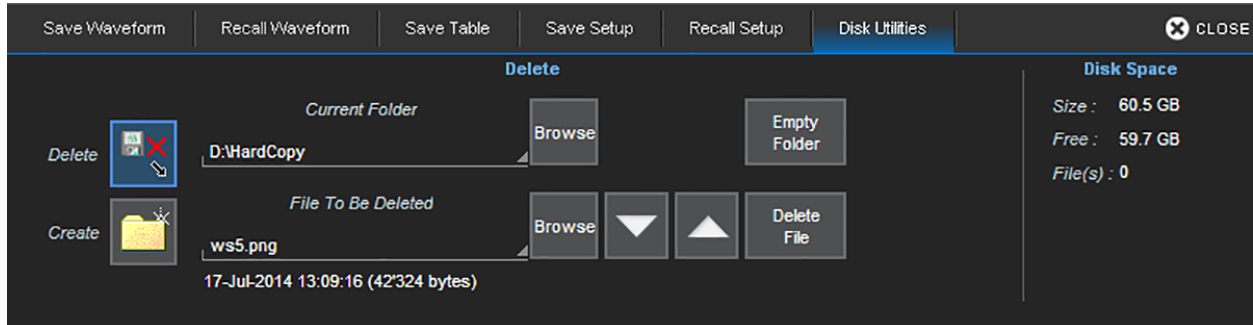 Save Waveform Recall Waveform Save Table Save Setup Recall Setup Disk Utilities CLOSE
Delete
Disk Space
Current Folder
Browse
Empty
Folder
Size : 60.5 GB
Delete
D:\HardCopy
Free : 59.7 GB
File(s) : 0
File To Be Deleted
Create
Browse
Delete
File
ws5.png
17-Jul-2014 13:09:16 (42'324 bytes)